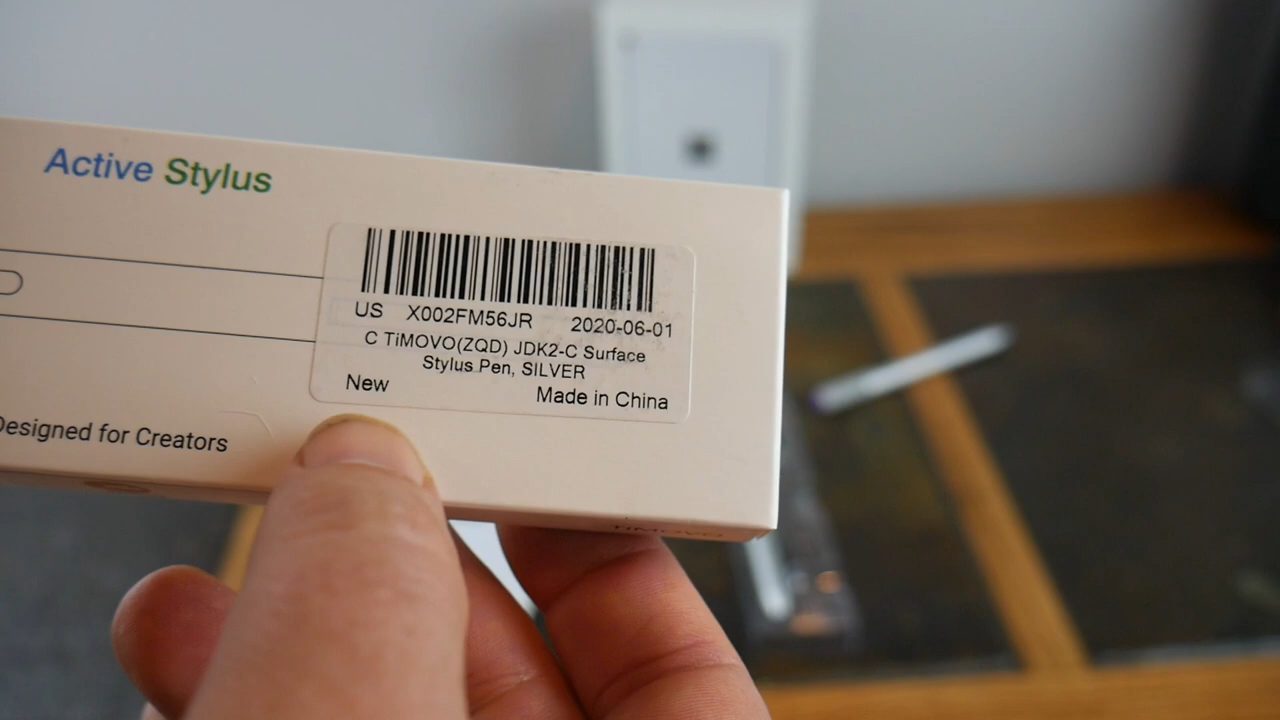 Active Stylus
US X002FM56JR 2020-06-01
C TiMOVO(ZQD) JDK2-C Surface
Stylus Pen, SILVER
New Made in China
Designed for Creators
TiMOVO